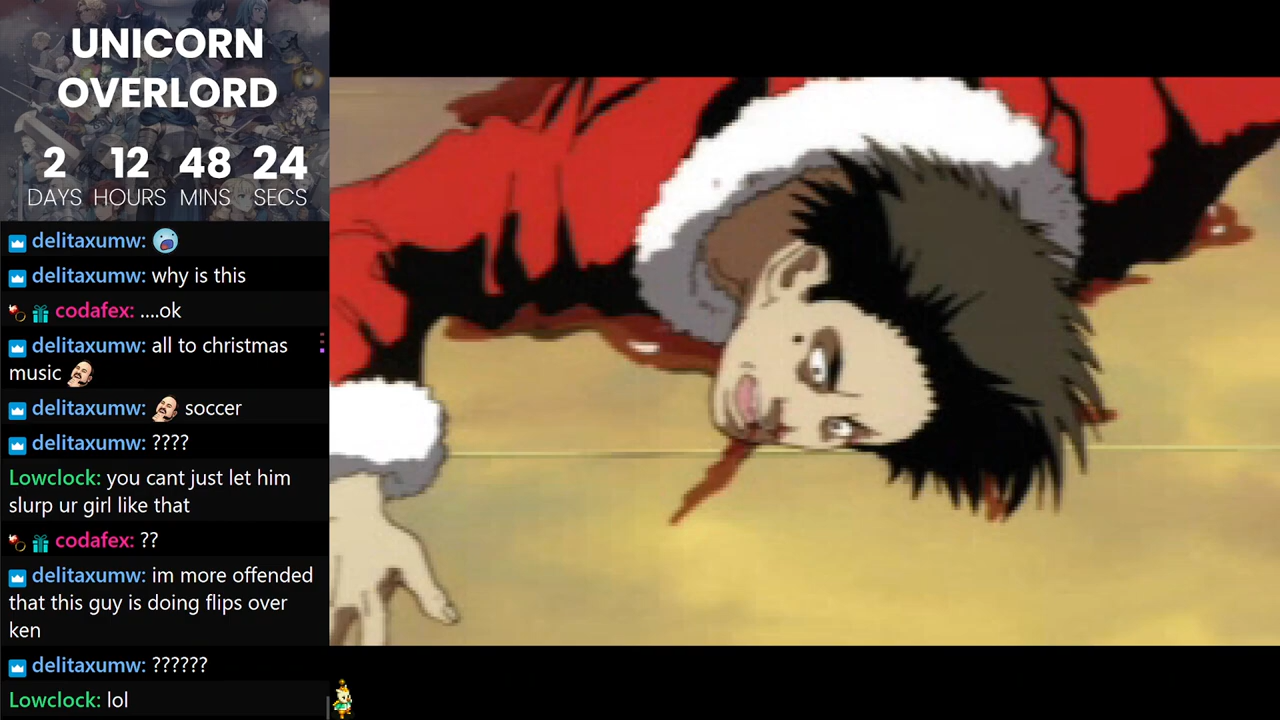 UNICORN
OVERLORD
2 12 48 24
DAYS HOURS MINS SECS
delitaxumw:
delitaxumw: why is this
codafex: ....ok
delitaxumw: all to christmas
music
delitaxumw: soccer
delitaxumw: ????
Lowclock: you cant just let him
slurp ur girl like that
codafex: ??
delitaxumw: im more offended
that this guy is doing flips over
ken
delitaxumw: ??????
Lowclock: lol